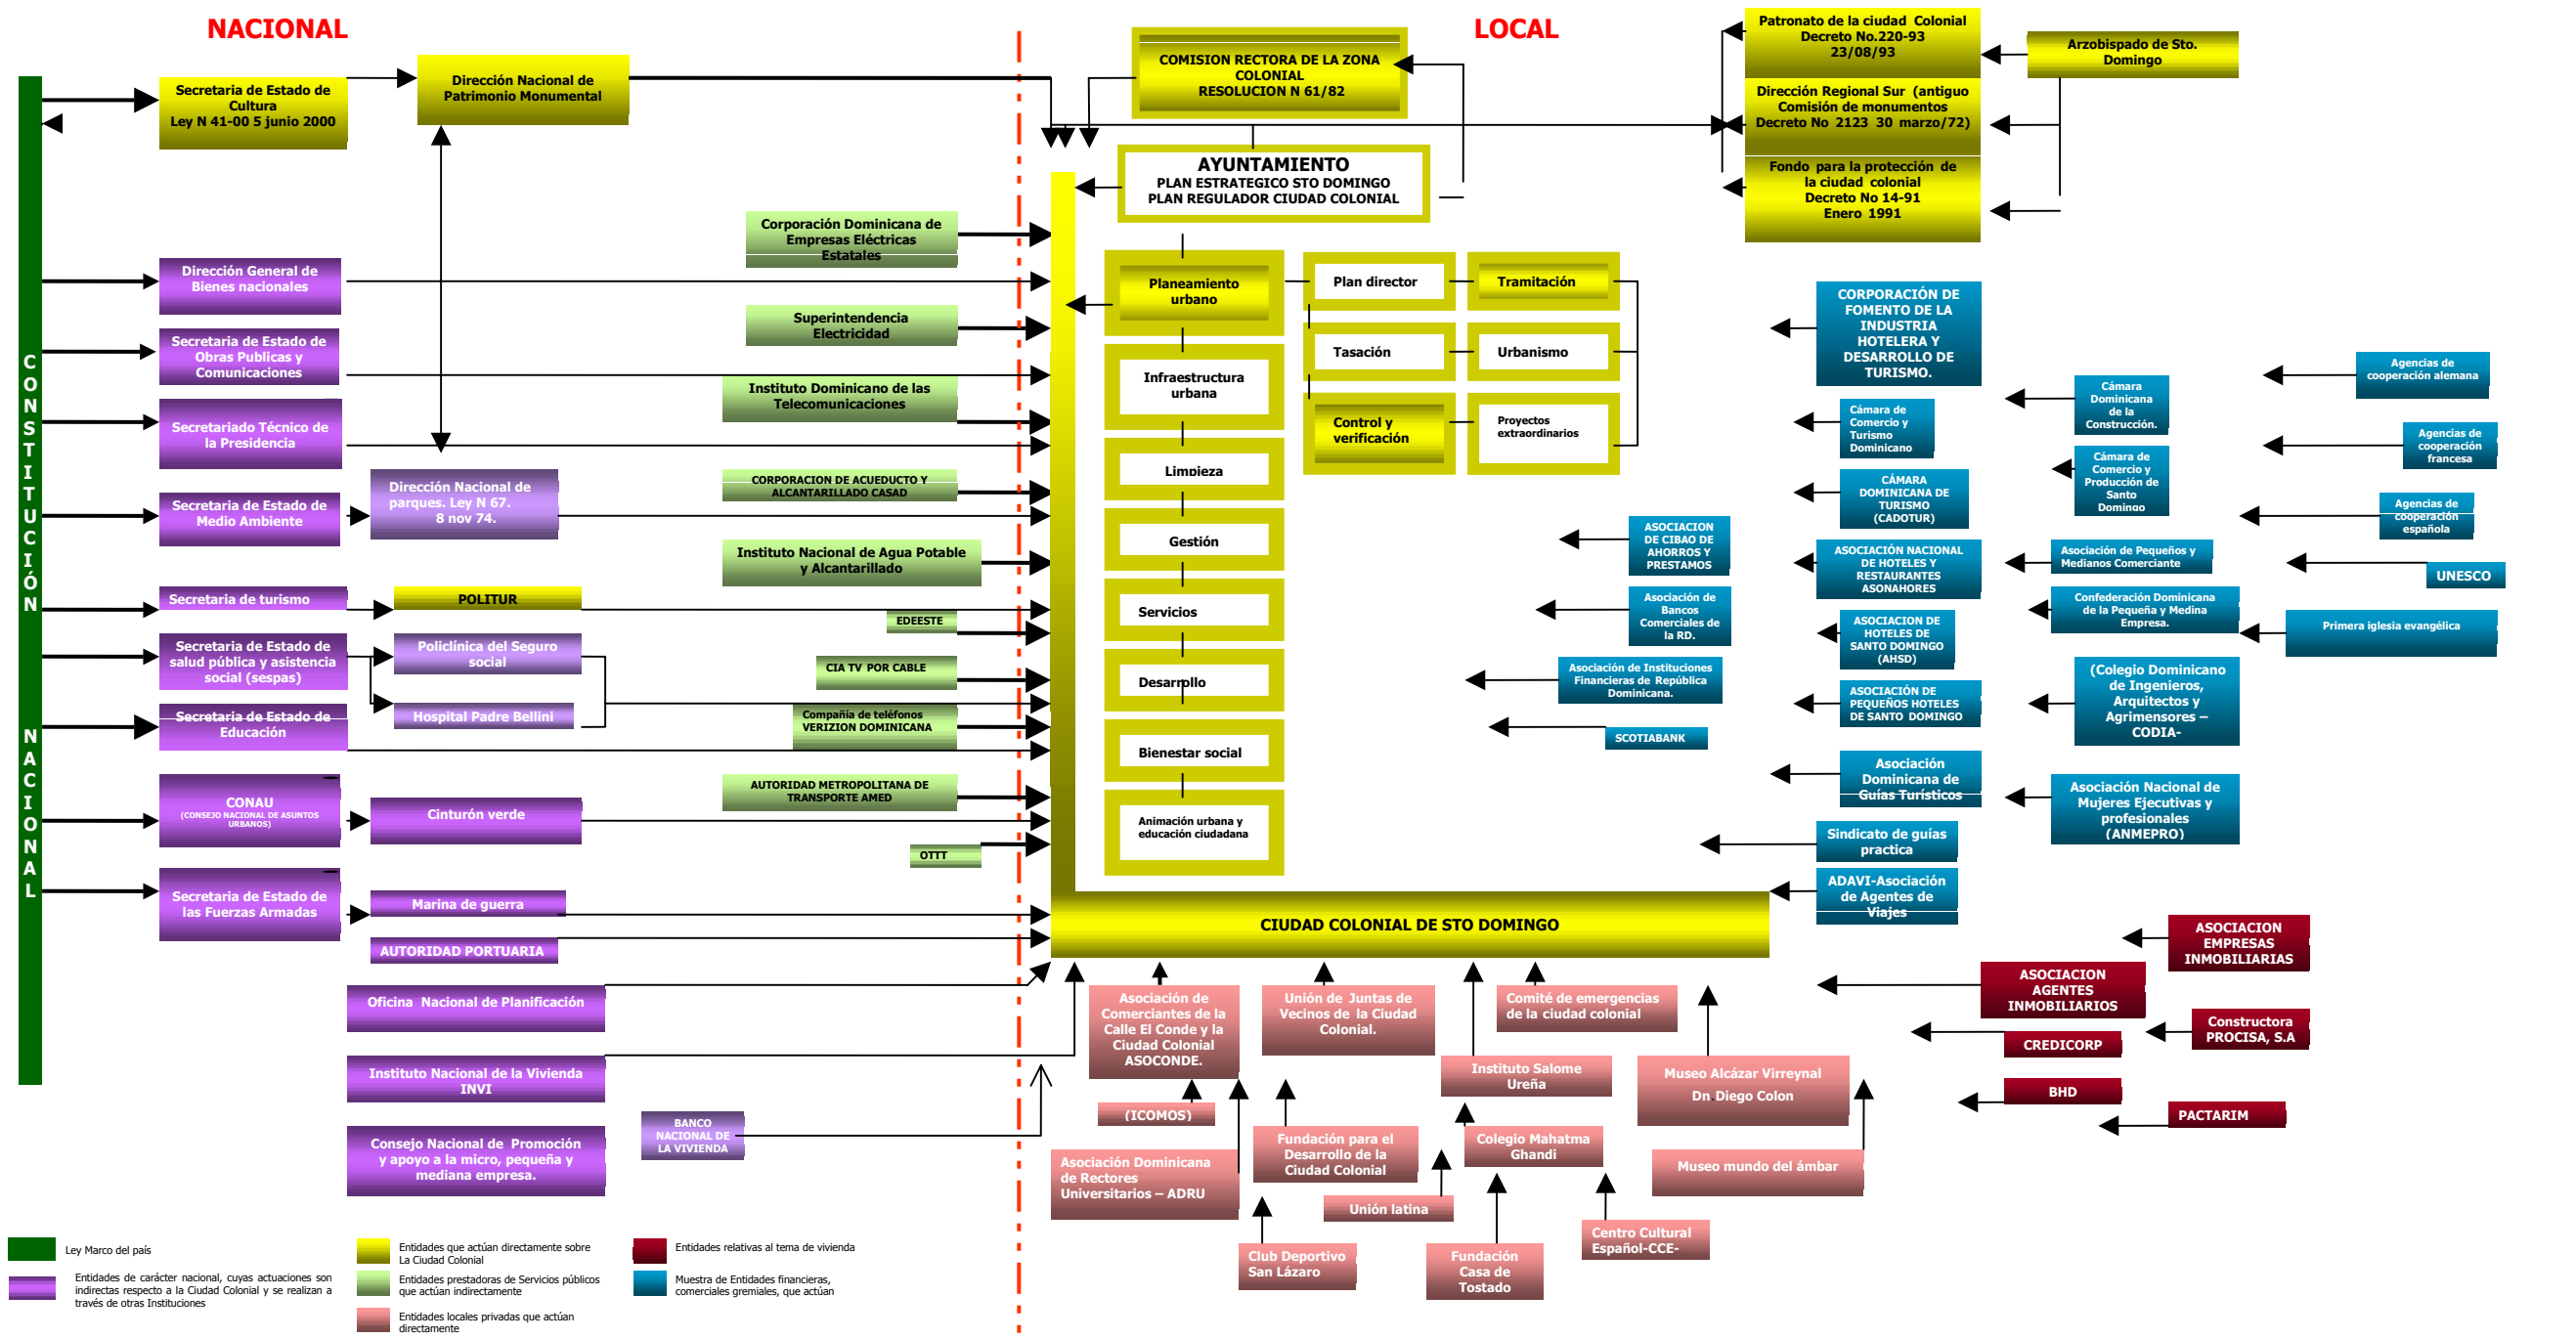 NACIONAL
LOCAL
CONSTITUCIÓN NACIONAL
Secretaria de Estado de
Cultura
Ley N 41-00 5 junio 2000
Dirección Nacional de
Patrimonio Monumental
COMISION RECTORA DE LA ZONA
COLONIAL
RESOLUCION N 61/82
Patronato de la ciudad Colonial
Decreto No.220-93
23/08/93
Arzobispado de Sto.
Domingo
Dirección Regional Sur (antiguo
Comisión de monumentos
Decreto No 2123 30 marzo/72)
Fondo para la protección de
la ciudad colonial
Decreto No 14-91
Enero 1991
AYUNTAMIENTO
PLAN ESTRATEGICO STO DOMINGO
PLAN REGULADOR CIUDAD COLONIAL
Dirección General de
Bienes nacionales
Secretaria de Estado de
Obras Publicas y
Comunicaciones
Secretariado Técnico de
la Presidencia
Secretaria de Estado de
Medio Ambiente
Dirección Nacional de
parques. Ley N 67.
8 nov 74.
Secretaria de turismo
POLITUR
Secretaria de Estado de
salud pública y asistencia
social (sespas)
Policlínica del Seguro
social
Hospital Padre Bellini
Secretaria de Estado de
Educación
CONAU
(CONSEJO NACIONAL DE ASUNTOS
URBANOS)
Cinturón verde
Secretaria de Estado de
las Fuerzas Armadas
Marina de guerra
AUTORIDAD PORTUARIA
Oficina Nacional de Planificación
Instituto Nacional de la Vivienda
INVI
Consejo Nacional de Promoción
y apoyo a la micro, pequeña y
mediana empresa.
BANCO
NACIONAL DE
LA VIVIENDA
Corporación Dominicana de
Empresas Eléctricas
Estatales
Superintendencia
Electricidad
Instituto Dominicano de las
Telecomunicaciones
CORPORACION DE ACUEDUCTO Y
ALCANTARILLADO CASAD
Instituto Nacional de Agua Potable
y Alcantarillado
EDEESTE
CIA TV POR CABLE
Compañía de teléfonos
VERIZION DOMINICANA
AUTORIDAD METROPOLITANA DE
TRANSPORTE AMED
OTTT
Planeamiento
urbano
Infraestructura
urbana
Limpieza
Gestión
Servicios
Desarrollo
Bienestar social
Animación urbana y
educación ciudadana
Plan director
Tramitación
Tasación
Urbanismo
Control y
verificación
Proyectos
extraordinarios
CIUDAD COLONIAL DE STO DOMINGO
CORPORACIÓN DE
FOMENTO DE LA
INDUSTRIA
HOTELERA Y
DESARROLLO DE
TURISMO.
Cámara de
Comercio y
Turismo
Dominicano
CÁMARA
DOMINICANA DE
TURISMO
(CADOTUR)
ASOCIACIÓN NACIONAL
DE HOTELES Y
RESTAURANTES
ASONAHORES
ASOCIACION DE
HOTELES DE
SANTO DOMINGO
(AHSD)
ASOCIACIÓN DE
PEQUEÑOS HOTELES
DE SANTO DOMINGO
Asociación
Dominicana de
Guías Turísticos
Sindicato de guías
practica
ADAVI-Asociación
de Agentes de
Viajes
ASOCIACION
DE CIBAO DE
AHORROS Y
PRESTAMOS
Asociación de
Bancos
Comerciales de
la RD.
Asociación de Instituciones
Financieras de República
Dominicana.
SCOTIABANK
Cámara
Dominicana
de la
Construcción.
Cámara de
Comercio y
Producción de
Santo
Domingo
Asociación de Pequeños y
Medianos Comerciante
Confederación Dominicana
de la Pequeña y Medina
Empresa.
(Colegio Dominicano
de Ingenieros,
Arquitectos y
Agrimensores –
CODIA-
Asociación Nacional de
Mujeres Ejecutivas y
profesionales
(ANMEPRO)
Agencias de
cooperación alemana
Agencias de
cooperación
francesa
Agencias de
cooperación
española
UNESCO
Primera iglesia evangélica
ASOCIACION
EMPRESAS
INMOBILIARIAS
ASOCIACION
AGENTES
INMOBILIARIOS
Constructora
PROCISA, S.A
CREDICORP
BHD
PACTARIM
Asociación de
Comerciantes de la
Calle El Conde y la
Ciudad Colonial
ASOCONDE.
(ICOMOS)
Asociación Dominicana
de Rectores
Universitarios – ADRU
Unión de Juntas de
Vecinos de la Ciudad
Colonial.
Fundación para el
Desarrollo de la
Ciudad Colonial
Club Deportivo
San Lázaro
Unión latina
Comité de emergencias
de la ciudad colonial
Instituto Salome
Ureña
Colegio Mahatma
Ghandi
Fundación
Casa de
Tostado
Centro Cultural
Español-CCE-
Museo Alcázar Virreynal
Dn.Diego Colon
Museo mundo del ámbar
Ley Marco del país
Entidades de carácter nacional, cuyas actuaciones son
indirectas respecto a la Ciudad Colonial y se realizan a
través de otras Instituciones
Entidades que actúan directamente sobre
La Ciudad Colonial
Entidades prestadoras de Servicios públicos
que actúan indirectamente
Entidades locales privadas que actúan
directamente
Entidades relativas al tema de vivienda
Muestra de Entidades financieras,
comerciales gremiales, que actúan